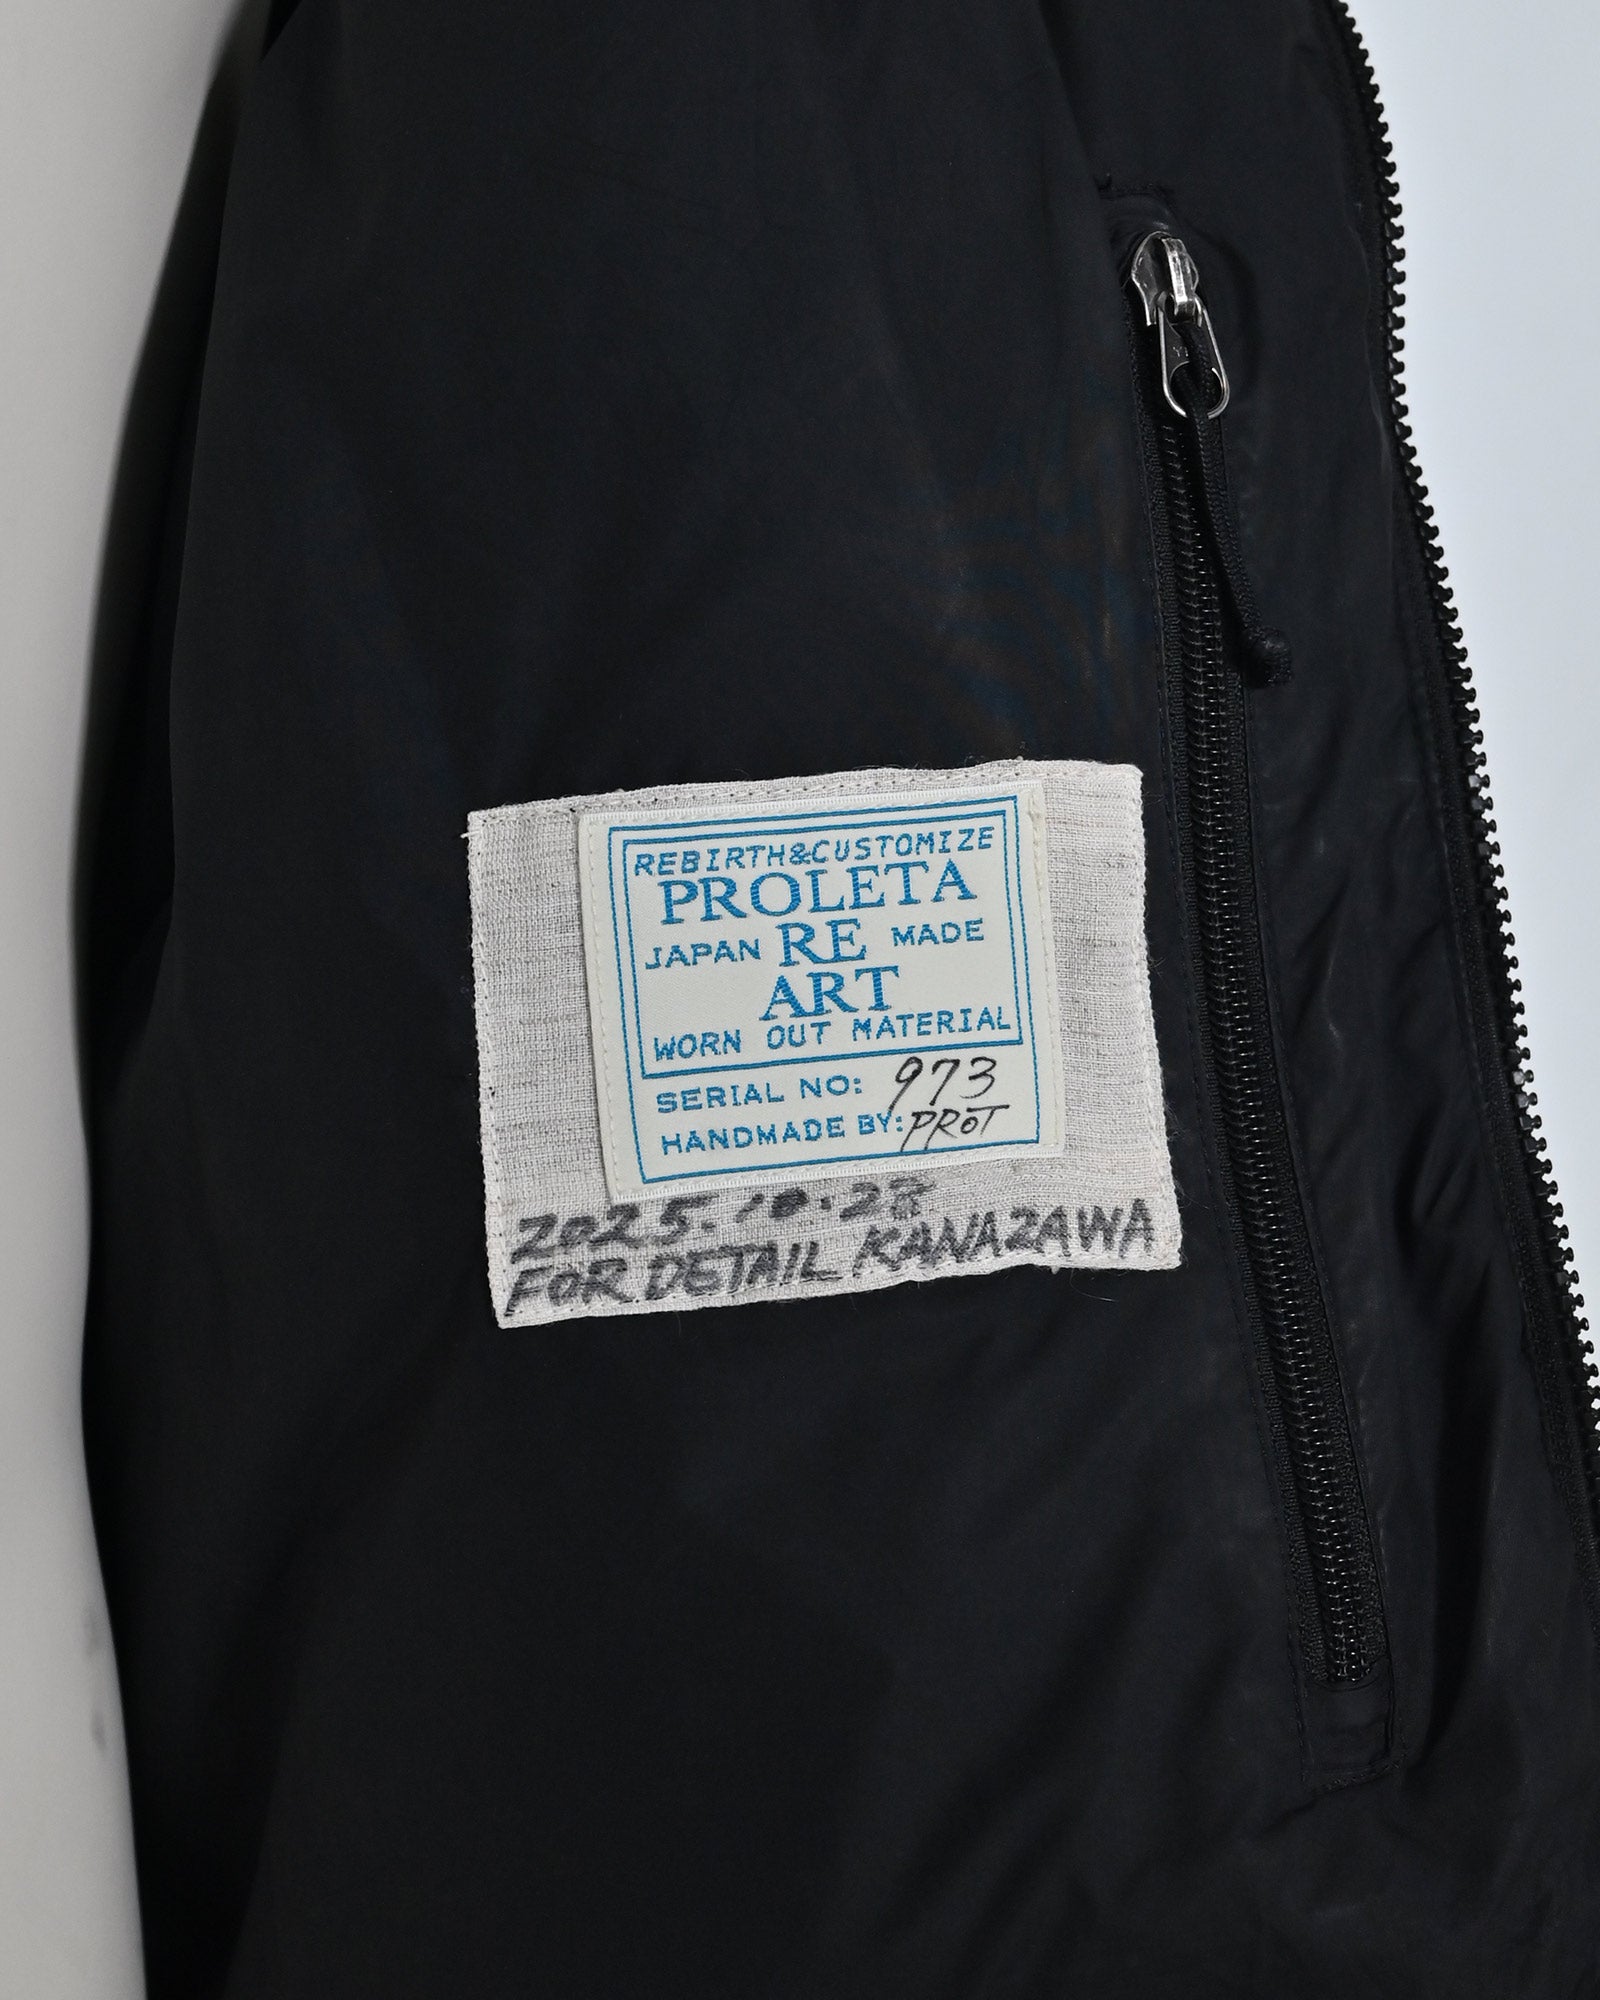 REBIRTH&CUSTOMIZE
PROLETA
JAPAN RE MADE
ART
WORN OUT MATERIAL
SERIAL NO: 973
HANDMADE BY: PROT
2025.10.28
FOR DETAIL KANAZAWA